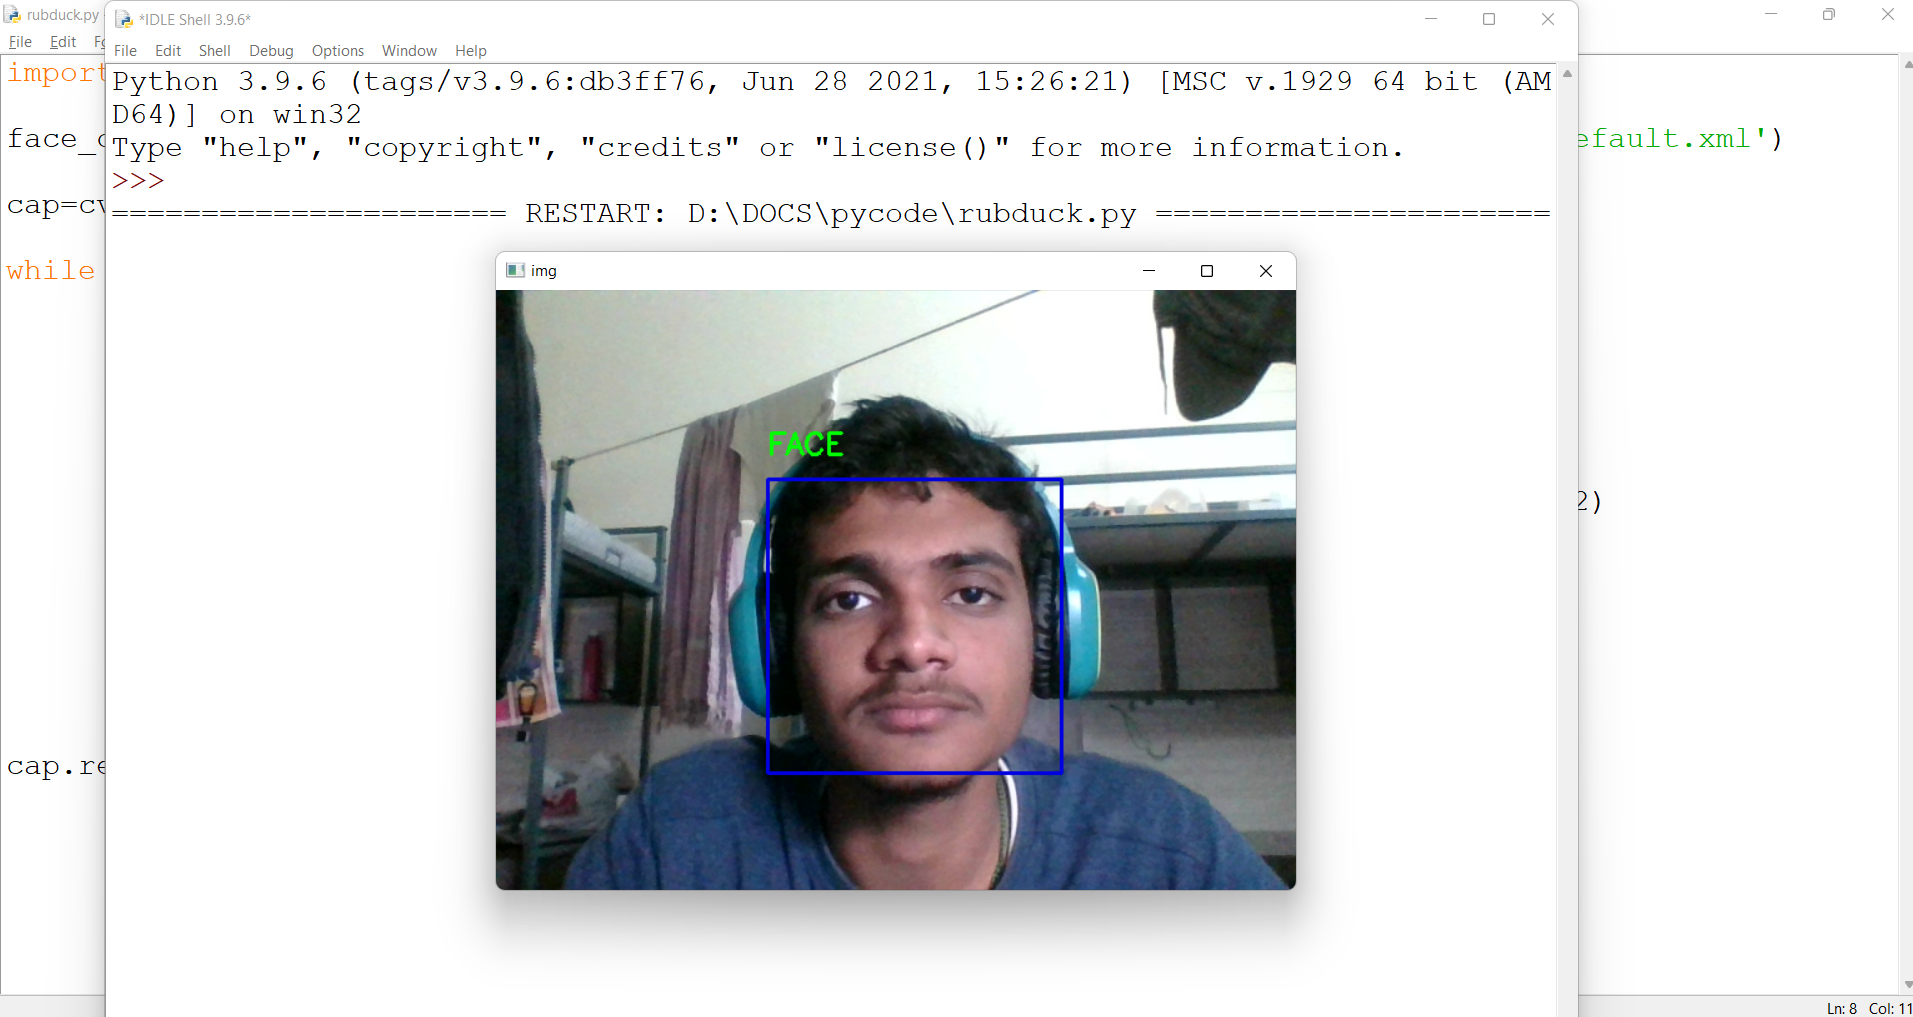 rubduck.py
File Edit Fo
import
face_c
cap=cv
while
cap.re
*IDLE Shell 3.9.6*
File Edit Shell Debug Options Window Help
Python 3.9.6 (tags/v3.9.6:db3ff76, Jun 28 2021, 15:26:21) [MSC v.1929 64 bit (AM
D64)] on win32
Type "help", "copyright", "credits" or "license()" for more information.
>>>
====================== RESTART: D:\DOCS\pycode\rubduck.py ======================
img
FACE
efault.xml')
2)
Ln: 8 Col: 11